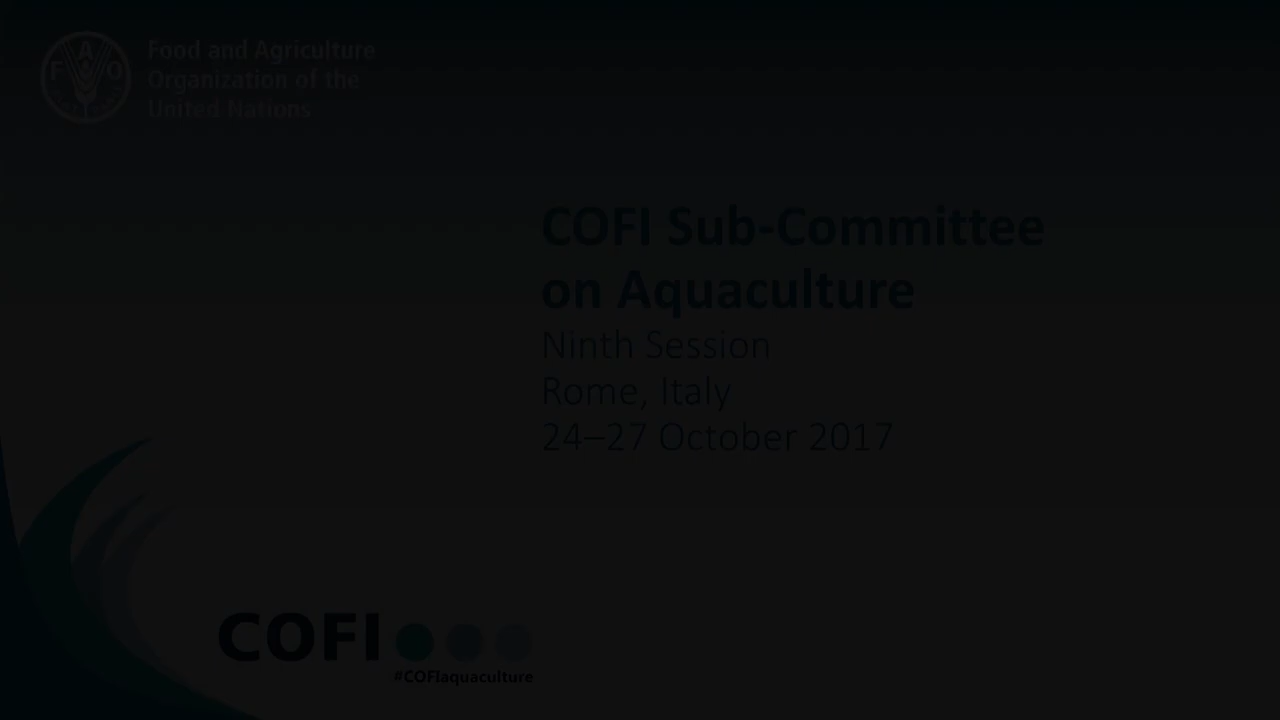 FAO
Food and Agriculture
Organization of the
United Nations
COFI Sub-Committee
on Aquaculture
Ninth Session
Rome, Italy
24–27 October 2017
COFI
#COFIaquaculture